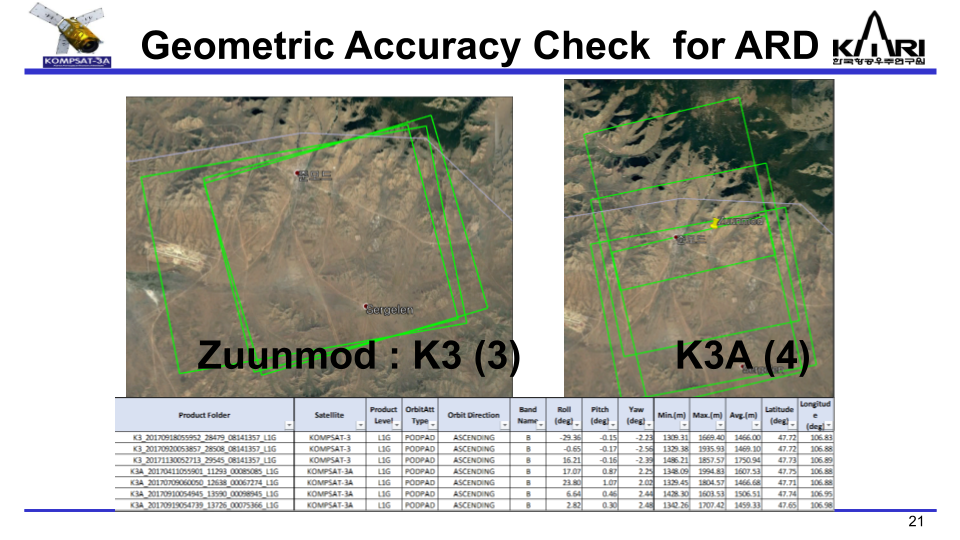 Geometric Accuracy Check for ARD
KOMPSAT-3A
KARI
한국항공우주연구원
Sergelen
Zuunmod : K3 (3)
K3A (4)
Product Folder Satellite Product Level OrbitAtt Type Orbit Direction Band Name Roll (deg) Pitch (deg) Yaw (deg) Min.(m) Max.(m) Avg.(m) Latitude (deg) Longitude (deg)
K3_20170918055952_28479_08141357_L1G KOMPSAT-3 L1G PODPAD ASCENDING B -29.36 -0.15 -2.23 1309.31 1669.40 1466.00 47.72 106.83
K3_20170920053857_28508_08141357_L1G KOMPSAT-3 L1G PODPAD ASCENDING B -0.65 -0.17 -2.56 1329.38 1935.93 1469.10 47.72 106.88
K3_20171130052713_29545_08141357_L1G KOMPSAT-3 L1G PODPAD ASCENDING B 16.21 -0.16 -2.39 1486.21 1857.57 1750.94 47.73 106.89
K3A_20170411055901_11293_00085085_L1G KOMPSAT-3A L1G PODPAD ASCENDING B 17.07 0.87 2.25 1348.09 1994.83 1607.53 47.75 106.88
K3A_20170709060050_12638_00067274_L1G KOMPSAT-3A L1G PODPAD ASCENDING B 23.80 1.07 2.02 1329.45 1804.57 1466.68 47.71 106.88
K3A_20170910054945_13590_00098945_L1G KOMPSAT-3A L1G PODPAD ASCENDING B 6.64 0.46 2.44 1428.30 1603.53 1506.51 47.74 106.95
K3A_20170919054739_13726_00075366_L1G KOMPSAT-3A L1G PODPAD ASCENDING B 2.82 0.30 2.48 1342.26 1707.42 1459.33 47.65 106.98
21